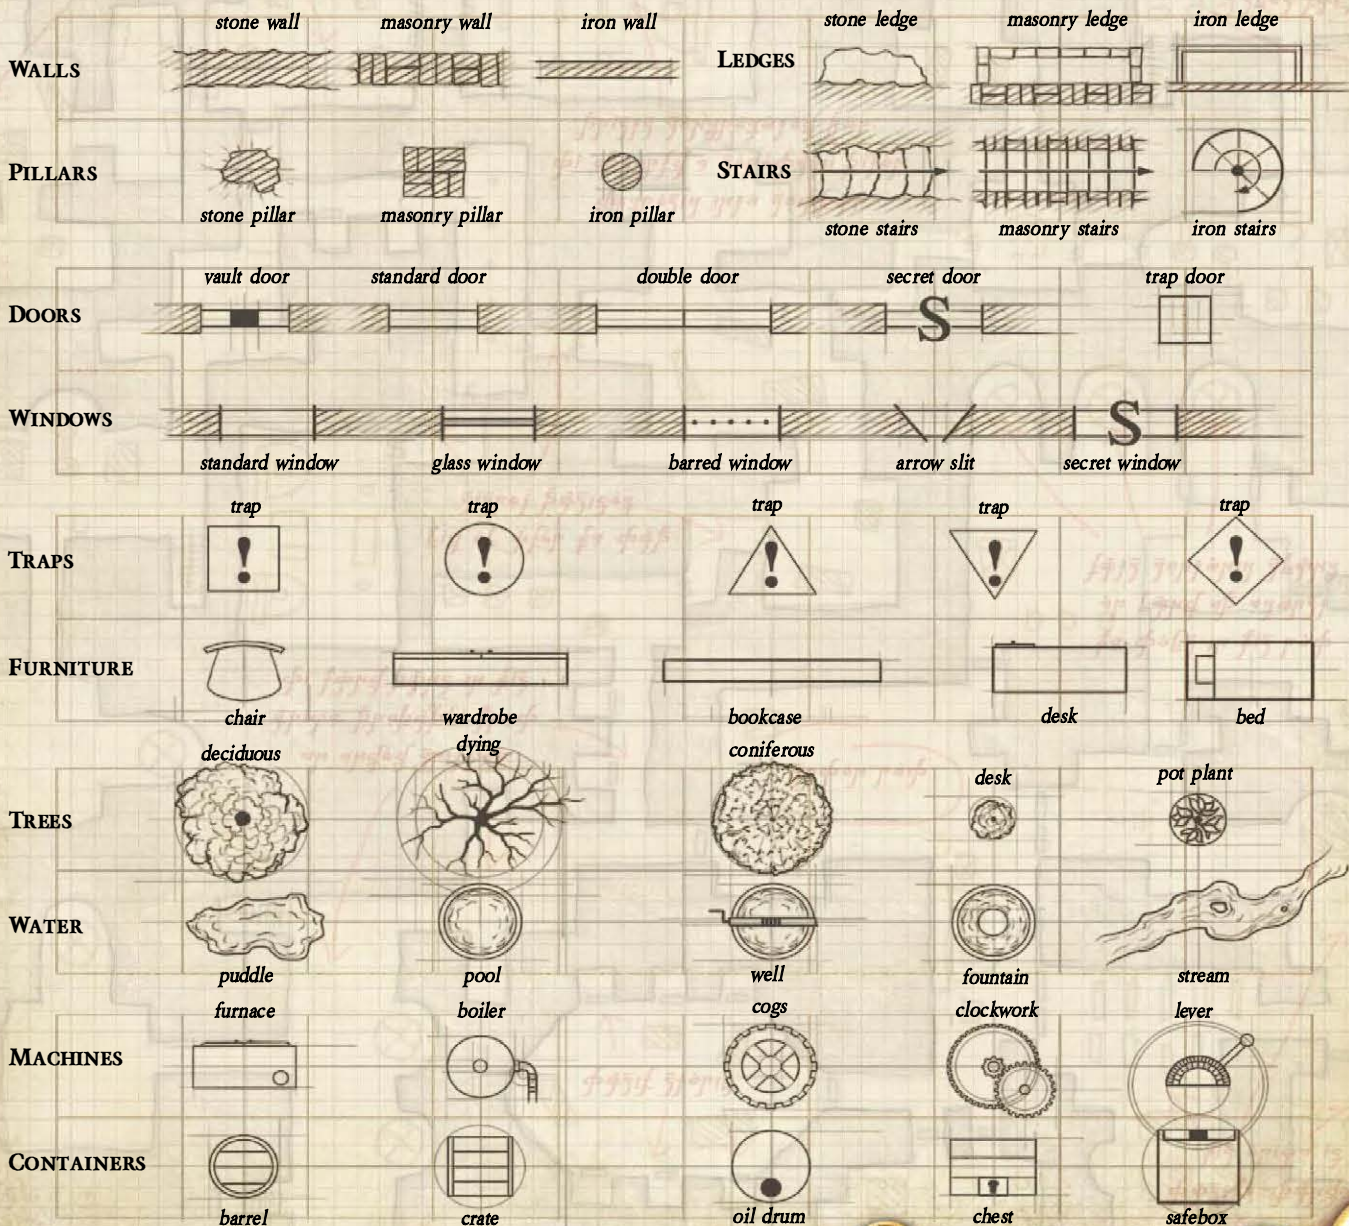 stone wall masonry wall iron wall
WALLS
stone ledge masonry ledge iron ledge
LEDGES
PILLARS
stone pillar masonry pillar iron pillar
STAIRS
stone stairs masonry stairs iron stairs
vault door standard door double door secret door trap door
DOORS
S
WINDOWS
S
standard window glass window barred window arrow slit secret window
trap trap trap trap trap
TRAPS
! ! ! ! !
FURNITURE
chair wardrobe bookcase desk bed
deciduous dying coniferous desk pot plant
TREES
WATER
puddle pool well fountain stream
furnace boiler cogs clockwork lever
MACHINES
CONTAINERS
barrel crate oil drum chest safebox